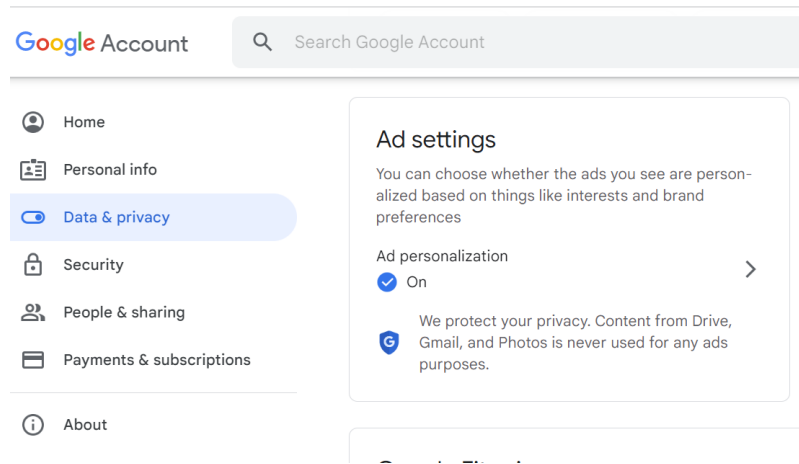 Google Account
Search Google Account
Home
Personal info
Data & privacy
Security
People & sharing
Payments & subscriptions
About
Ad settings
You can choose whether the ads you see are person-
alized based on things like interests and brand
preferences
Ad personalization
On
We protect your privacy. Content from Drive,
Gmail, and Photos is never used for any ads
purposes.